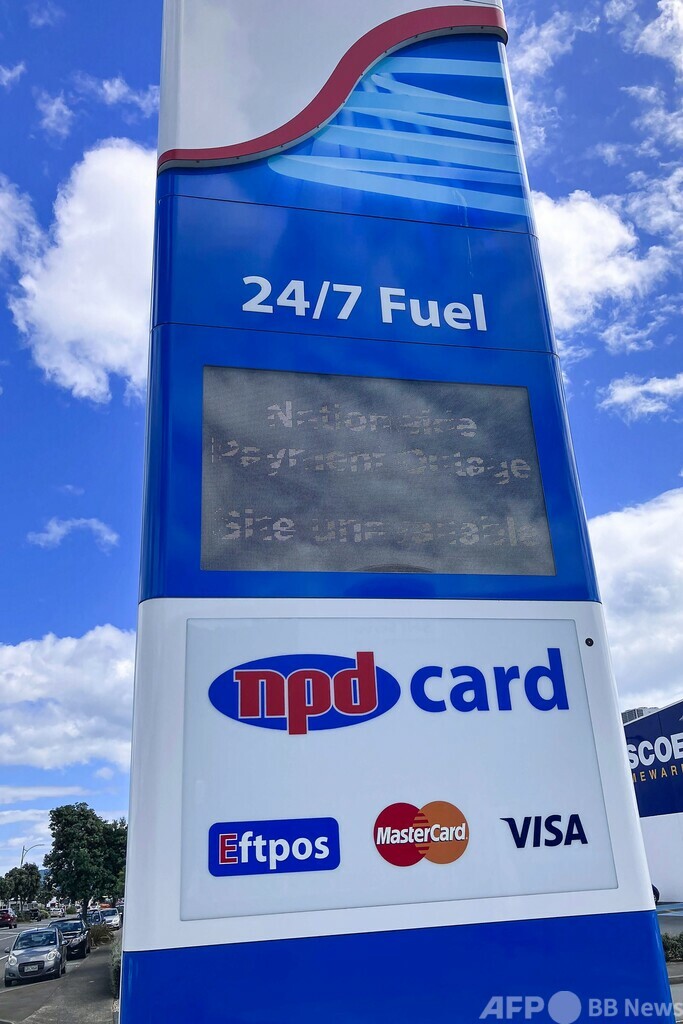 24/7 Fuel
Nationwide
Payment Outage
Site unavailable
npd card
Eftpos
MasterCard
VISA
AFP BB News